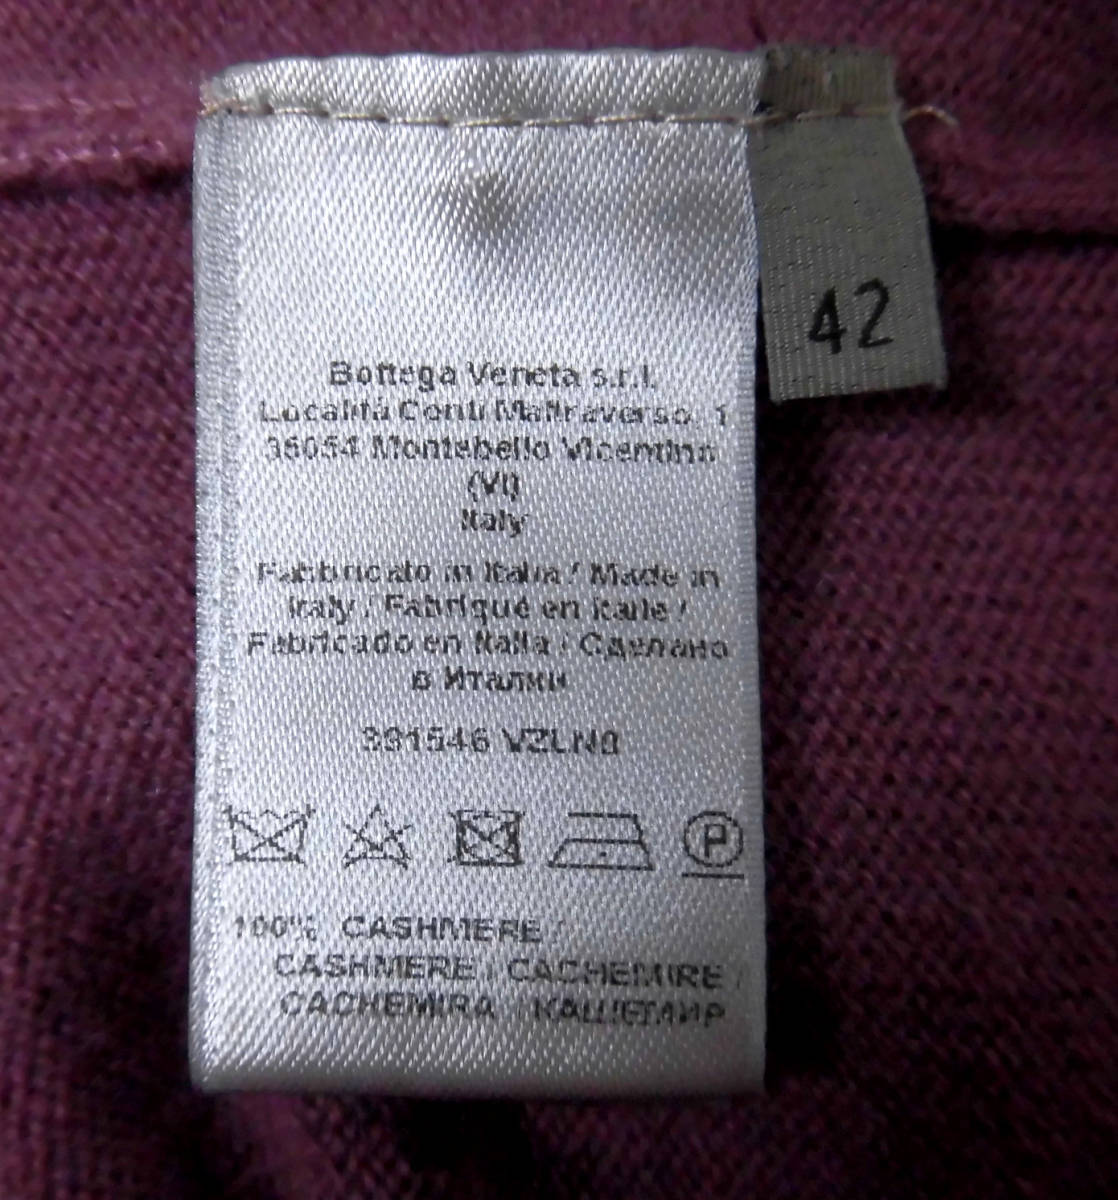 42
Bottega Veneta s.r.l.
Località Conti Maltraverso, 1
36054 Montebello Vicentino
(VI)
Italy
Fabbricato in Italia / Made in
Italy / Fabriqué en Italie /
Fabricado en Italia / Сделано
в Италии
391546 VZLN0
P
100% CASHMERE /
CASHMERE / CACHEMIRE /
CACHEMIRA / КАШЕМИР